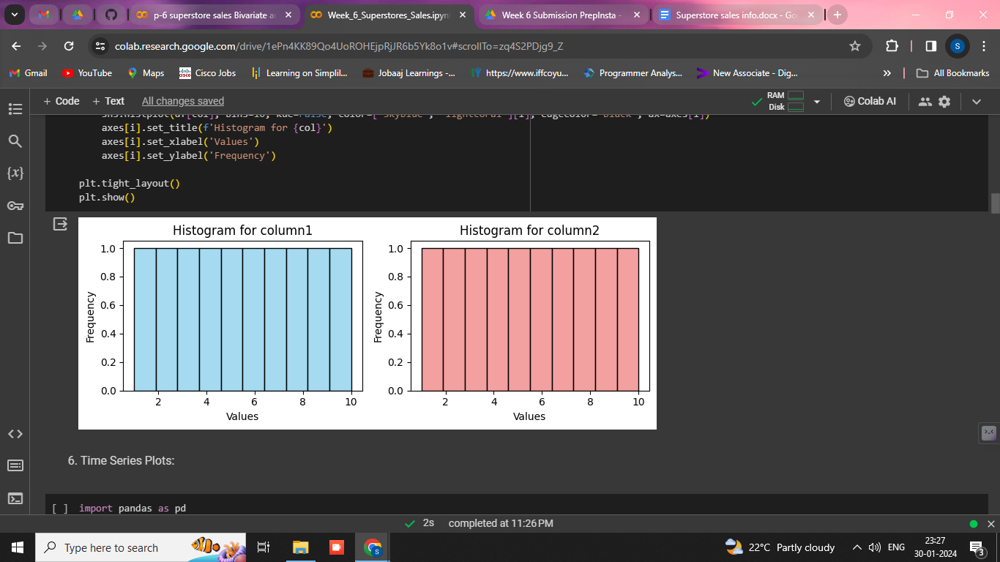 p-6 superstore sales Bivariate a
Week_6_Superstores_Sales.ipyn
Week 6 Submission PrepInsta -
Superstore sales info.docx - Go
colab.research.google.com/drive/1ePn4KK89Qo4UoROHEjpRjJR6b5Yk8o1v#scrollTo=zq4S2PDjg9_Z
S
Gmail
YouTube
Maps
Cisco Jobs
Learning on Simplil...
Jobaaj Learnings -...
https://www.iffcoyu...
Programmer Analys...
New Associate - Dig...
»
All Bookmarks
+ Code + Text All changes saved
RAM
Disk
Colab AI
sns.histplot(df[col], bins=10, kde=False, color=['skyblue', 'lightcoral'][i], edgecolor='black', ax=axes[i])
axes[i].set_title(f'Histogram for {col}')
axes[i].set_xlabel('Values')
axes[i].set_ylabel('Frequency')
plt.tight_layout()
plt.show()
Histogram for column1
1.0
0.8
0.6
0.4
0.2
0.0
Frequency
2 4 6 8 10
Values
Histogram for column2
1.0
0.8
0.6
0.4
0.2
0.0
Frequency
2 4 6 8 10
Values
6. Time Series Plots:
[ ] import pandas as pd
2s completed at 11:26 PM
Type here to search
22°C Partly cloudy
ENG
23:27
30-01-2024
3